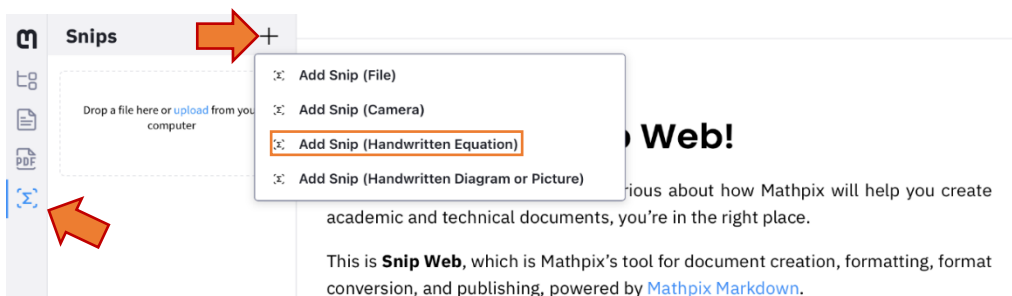 Snips
Drop a file here or upload from you
computer
Add Snip (File)
Add Snip (Camera)
Add Snip (Handwritten Equation)
Add Snip (Handwritten Diagram or Picture)
PDF
Web!
about how Mathpix will help you create
academic and technical documents, you're in the right place.
This is Snip Web, which is Mathpix's tool for document creation, formatting, format
conversion, and publishing, powered by Mathpix Markdown.